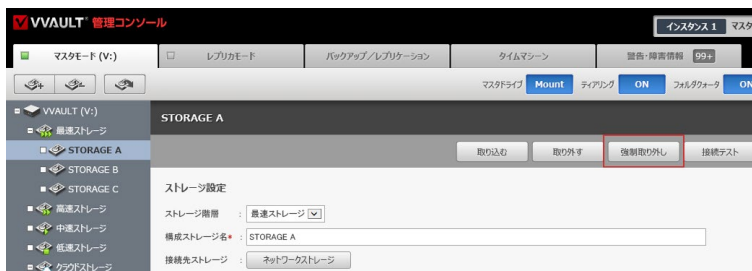 VVAULT 管理コンソール
インスタンス 1
マスタモード (V:) レプリカモード バックアップ／レプリケーション タイムマシーン 警告・障害情報 99+
マスタドライブ Mount ティアリング ON フォルダクォータ ON
VVAULT (V:)
最速ストレージ
STORAGE A
STORAGE B
STORAGE C
高速ストレージ
中速ストレージ
低速ストレージ
クラウドストレージ
STORAGE A
取り込む 取り外す 強制取り外し 接続テスト
ストレージ設定
ストレージ階層 : 最速ストレージ
構成ストレージ名* : STORAGE A
接続先ストレージ : ネットワークストレージ